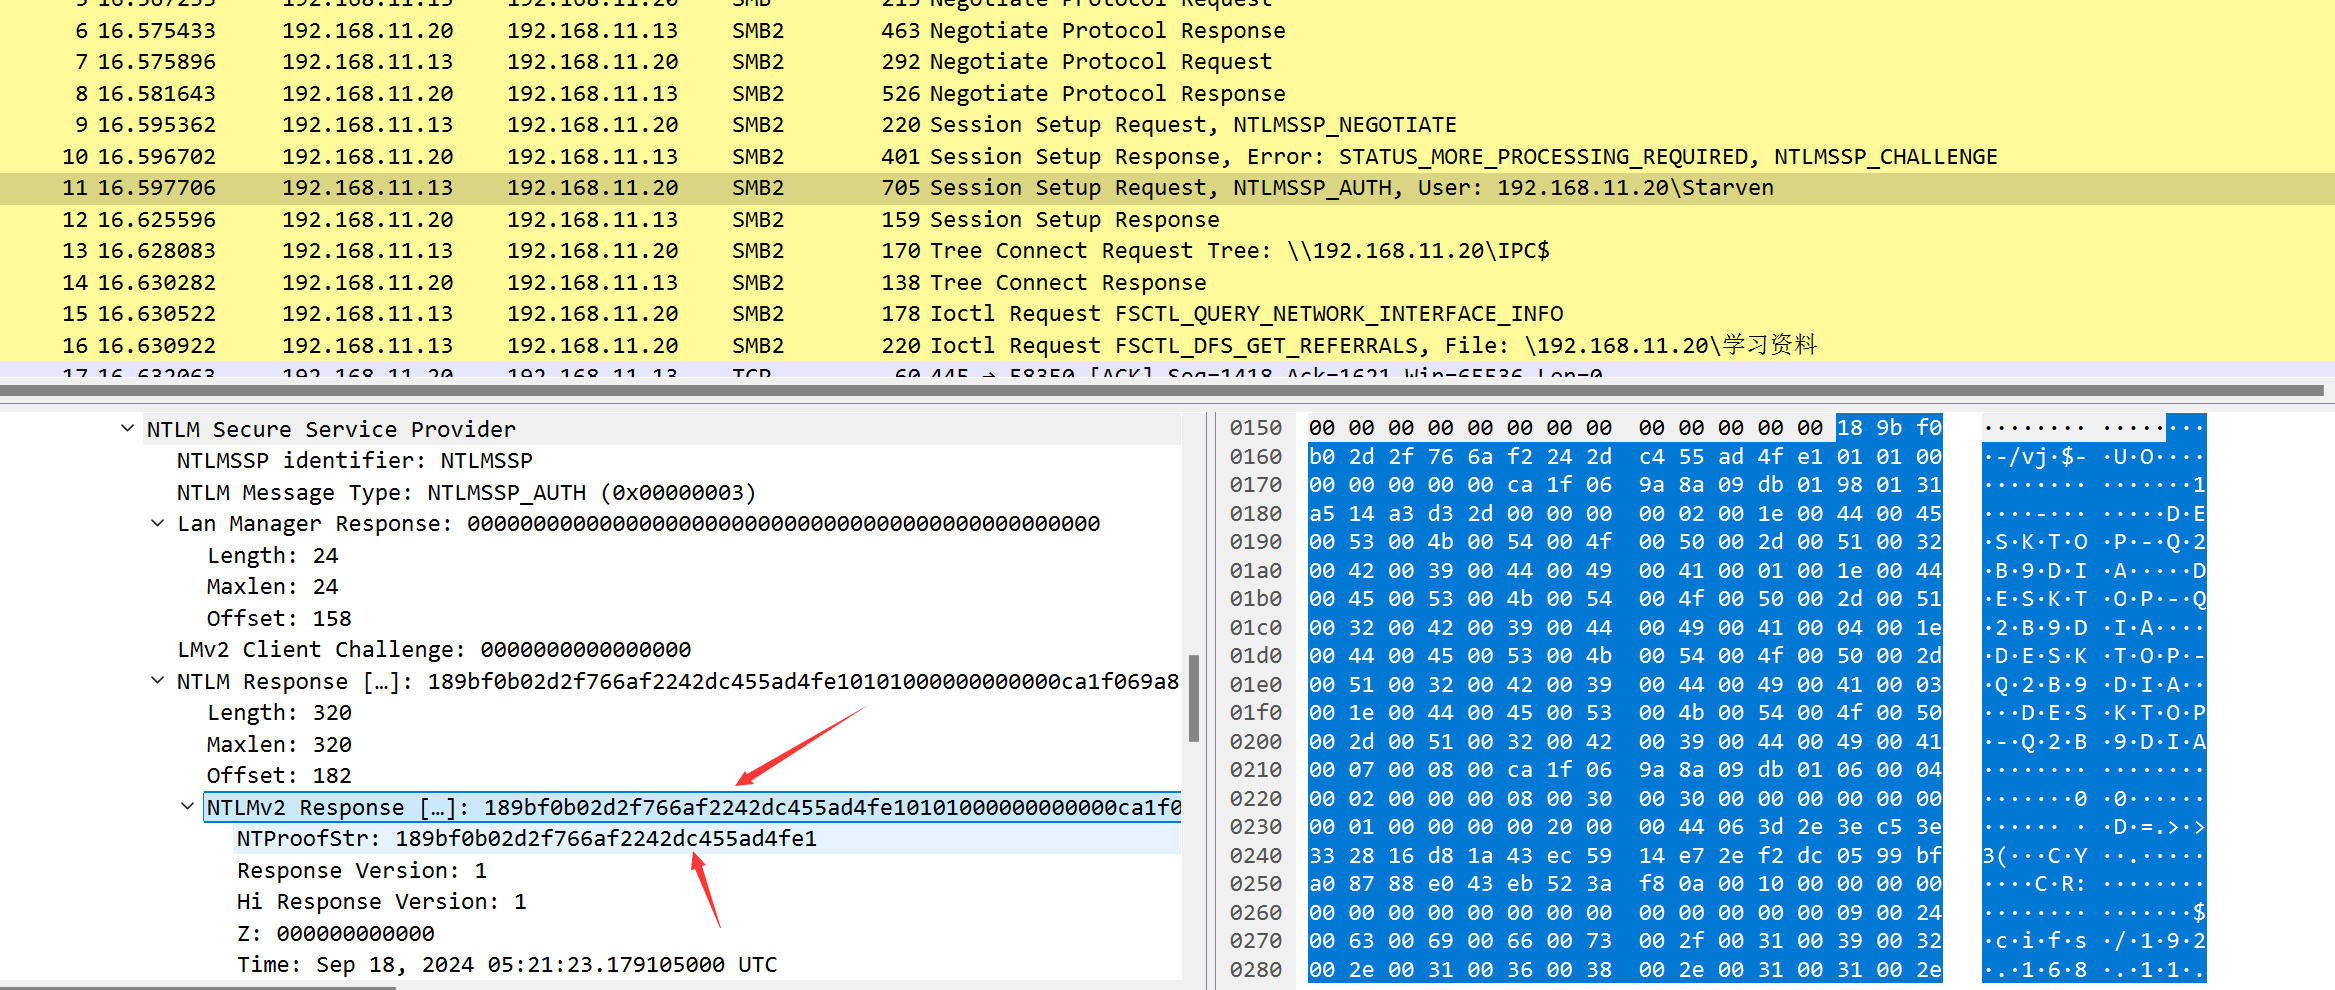 5 16.567255 192.168.11.13 192.168.11.20 SMB 213 Negotiate Protocol Request
6 16.575433 192.168.11.20 192.168.11.13 SMB2 463 Negotiate Protocol Response
7 16.575896 192.168.11.13 192.168.11.20 SMB2 292 Negotiate Protocol Request
8 16.581643 192.168.11.20 192.168.11.13 SMB2 526 Negotiate Protocol Response
9 16.595362 192.168.11.13 192.168.11.20 SMB2 220 Session Setup Request, NTLMSSP_NEGOTIATE
10 16.596702 192.168.11.20 192.168.11.13 SMB2 401 Session Setup Response, Error: STATUS_MORE_PROCESSING_REQUIRED, NTLMSSP_CHALLENGE
11 16.597706 192.168.11.13 192.168.11.20 SMB2 705 Session Setup Request, NTLMSSP_AUTH, User: 192.168.11.20\Starven
12 16.625596 192.168.11.20 192.168.11.13 SMB2 159 Session Setup Response
13 16.628083 192.168.11.13 192.168.11.20 SMB2 170 Tree Connect Request Tree: \\192.168.11.20\IPC$
14 16.630282 192.168.11.20 192.168.11.13 SMB2 138 Tree Connect Response
15 16.630522 192.168.11.13 192.168.11.20 SMB2 178 Ioctl Request FSCTL_QUERY_NETWORK_INTERFACE_INFO
16 16.630922 192.168.11.13 192.168.11.20 SMB2 220 Ioctl Request FSCTL_DFS_GET_REFERRALS, File: \192.168.11.20\学习资料
17 16.632063 192.168.11.20 192.168.11.13 TCP 60 445 → 58350 [ACK] Seq=1418 Ack=1621 Win=65536 Len=0
NTLM Secure Service Provider
NTLMSSP identifier: NTLMSSP
NTLM Message Type: NTLMSSP_AUTH (0x00000003)
Lan Manager Response: 000000000000000000000000000000000000000000000000
Length: 24
Maxlen: 24
Offset: 158
LMv2 Client Challenge: 0000000000000000
NTLM Response […]: 189bf0b02d2f766af2242dc455ad4fe10101000000000000ca1f069a8
Length: 320
Maxlen: 320
Offset: 182
NTLMv2 Response […]: 189bf0b02d2f766af2242dc455ad4fe10101000000000000ca1f0
NTProofStr: 189bf0b02d2f766af2242dc455ad4fe1
Response Version: 1
Hi Response Version: 1
Z: 000000000000
Time: Sep 18, 2024 05:21:23.179105000 UTC
0150 00 00 00 00 00 00 00 00 00 00 00 00 00 18 9b f0 ········ ········
0160 b0 2d 2f 76 6a f2 24 2d c4 55 ad 4f e1 01 01 00 ·-/vj·$- ·U·O····
0170 00 00 00 00 00 ca 1f 06 9a 8a 09 db 01 98 01 31 ········ ·······1
0180 a5 14 a3 d3 2d 00 00 00 00 02 00 1e 00 44 00 45 ····-··· ·····D·E
0190 00 53 00 4b 00 54 00 4f 00 50 00 2d 00 51 00 32 ·S·K·T·O ·P·-·Q·2
01a0 00 42 00 39 00 44 00 49 00 41 00 01 00 1e 00 44 ·B·9·D·I ·A·····D
01b0 00 45 00 53 00 4b 00 54 00 4f 00 50 00 2d 00 51 ·E·S·K·T ·O·P·-·Q
01c0 00 32 00 42 00 39 00 44 00 49 00 41 00 04 00 1e ·2·B·9·D ·I·A····
01d0 00 44 00 45 00 53 00 4b 00 54 00 4f 00 50 00 2d ·D·E·S·K ·T·O·P·-
01e0 00 51 00 32 00 42 00 39 00 44 00 49 00 41 00 03 ·Q·2·B·9 ·D·I·A··
01f0 00 1e 00 44 00 45 00 53 00 4b 00 54 00 4f 00 50 ···D·E·S ·K·T·O·P
0200 00 2d 00 51 00 32 00 42 00 39 00 44 00 49 00 41 ·-·Q·2·B ·9·D·I·A
0210 00 07 00 08 00 ca 1f 06 9a 8a 09 db 01 06 00 04 ········ ········
0220 00 02 00 00 00 08 00 30 00 30 00 00 00 00 00 00 ·······0 ·0······
0230 00 01 00 00 00 00 20 00 00 44 06 3d 2e 3e c5 3e ······ · ·D·=.>·>
0240 33 28 16 d8 1a 43 ec 59 14 e7 2e f2 dc 05 99 bf 3(···C·Y ··.·····
0250 a0 87 88 e0 43 eb 52 3a f8 0a 00 10 00 00 00 00 ····C·R: ········
0260 00 00 00 00 00 00 00 00 00 00 00 00 00 09 00 24 ········ ·······$
0270 00 63 00 69 00 66 00 73 00 2f 00 31 00 39 00 32 ·c·i·f·s ·/·1·9·2
0280 00 2e 00 31 00 36 00 38 00 2e 00 31 00 31 00 2e ·.·1·6·8 ·.·1·1·.